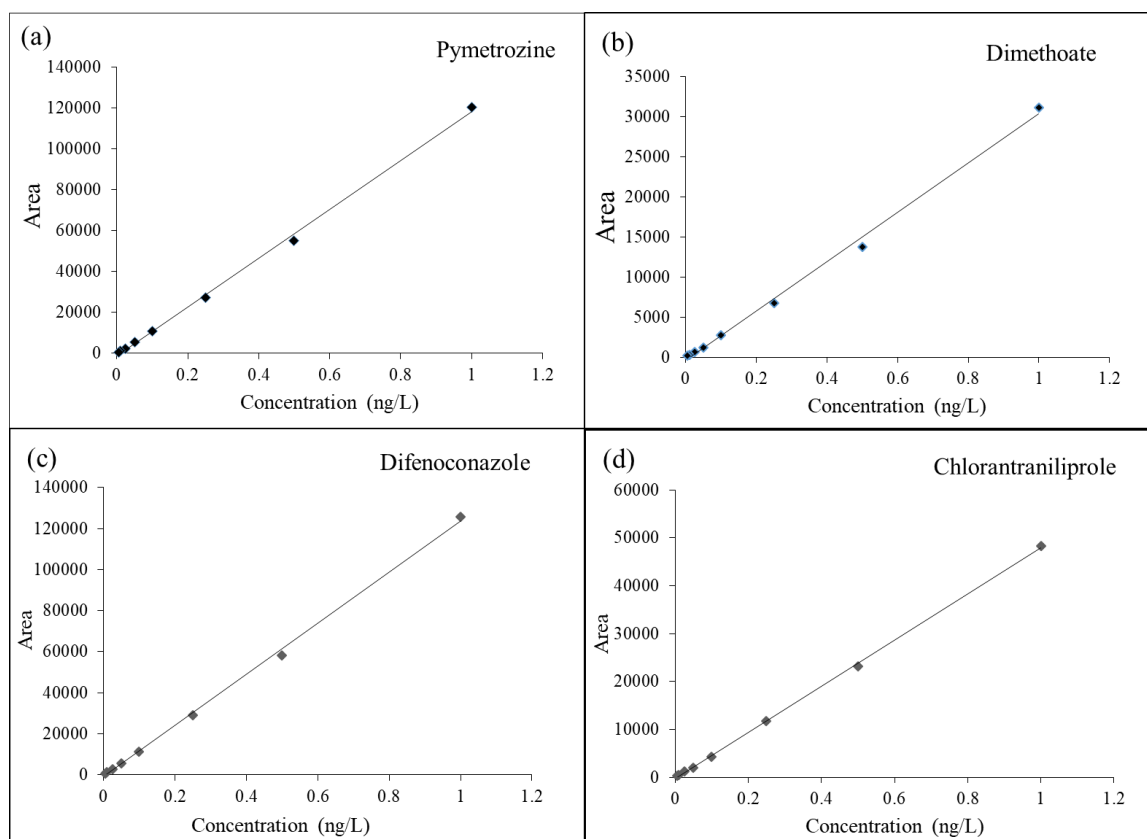 (a)
Pymetrozine
140000
120000
100000
80000
60000
40000
20000
0
Area
0 0.2 0.4 0.6 0.8 1 1.2
Concentration (ng/L)
(b)
Dimethoate
35000
30000
25000
20000
15000
10000
5000
0
Area
0 0.2 0.4 0.6 0.8 1 1.2
Concentration (ng/L)
(c)
Difenoconazole
140000
120000
100000
80000
60000
40000
20000
0
Area
0 0.2 0.4 0.6 0.8 1 1.2
Concentration (ng/L)
(d)
Chlorantraniliprole
60000
50000
40000
30000
20000
10000
0
Area
0 0.2 0.4 0.6 0.8 1 1.2
Concentration (ng/L)